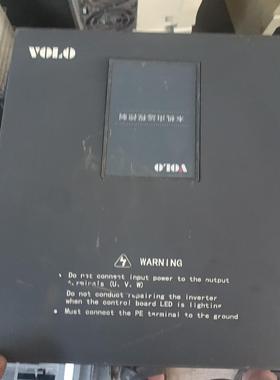 VOLO
VOLO
WARNING
Do not connect input power to the output
terminals (U. V. W)
Do not conduct repairing the inverter
when the control board LED is lighting
Must connect the PE terminal to the ground